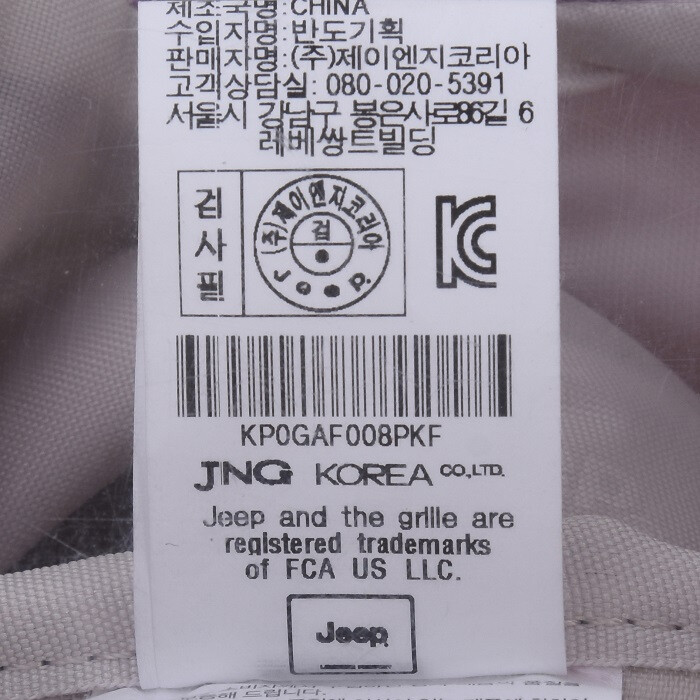 제조국명: CHINA
수입자명: 반도기획
판매자명: (주)제이엔지코리아
고객상담실: 080-020-5391
서울시 강남구 봉은사로86길 6
레베쌍트빌딩
검사필
(주)제이엔지코리아
검
KC
KP0GAF008PKF
JNG KOREA CO.,LTD.
Jeep and the grille are
registered trademarks
of FCA US LLC.
Jeep